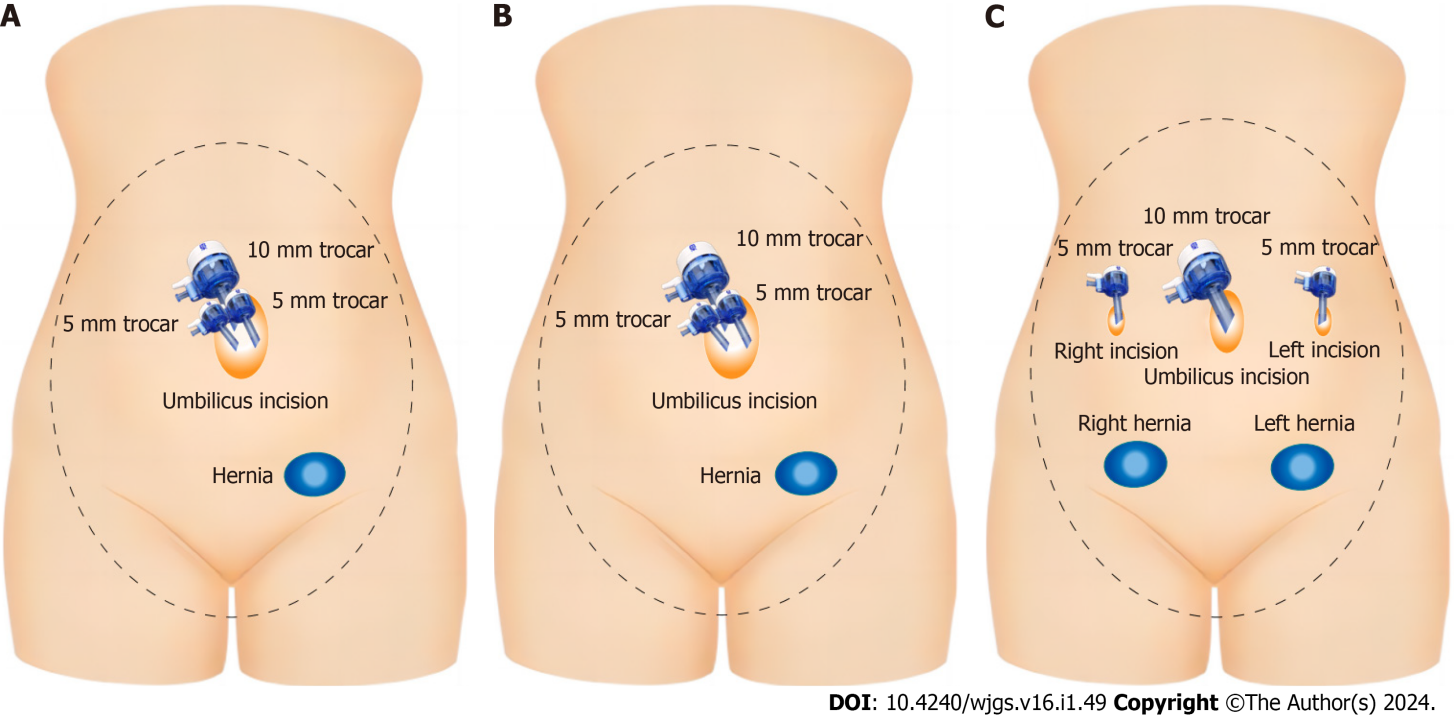 A
10 mm trocar
5 mm trocar
5 mm trocar
Umbilicus incision
Hernia
B
10 mm trocar
5 mm trocar
5 mm trocar
Umbilicus incision
Hernia
C
10 mm trocar
5 mm trocar
5 mm trocar
Right incision
Left incision
Umbilicus incision
Right hernia
Left hernia
DOI: 10.4240/wjgs.v16.i1.49 Copyright ©The Author(s) 2024.